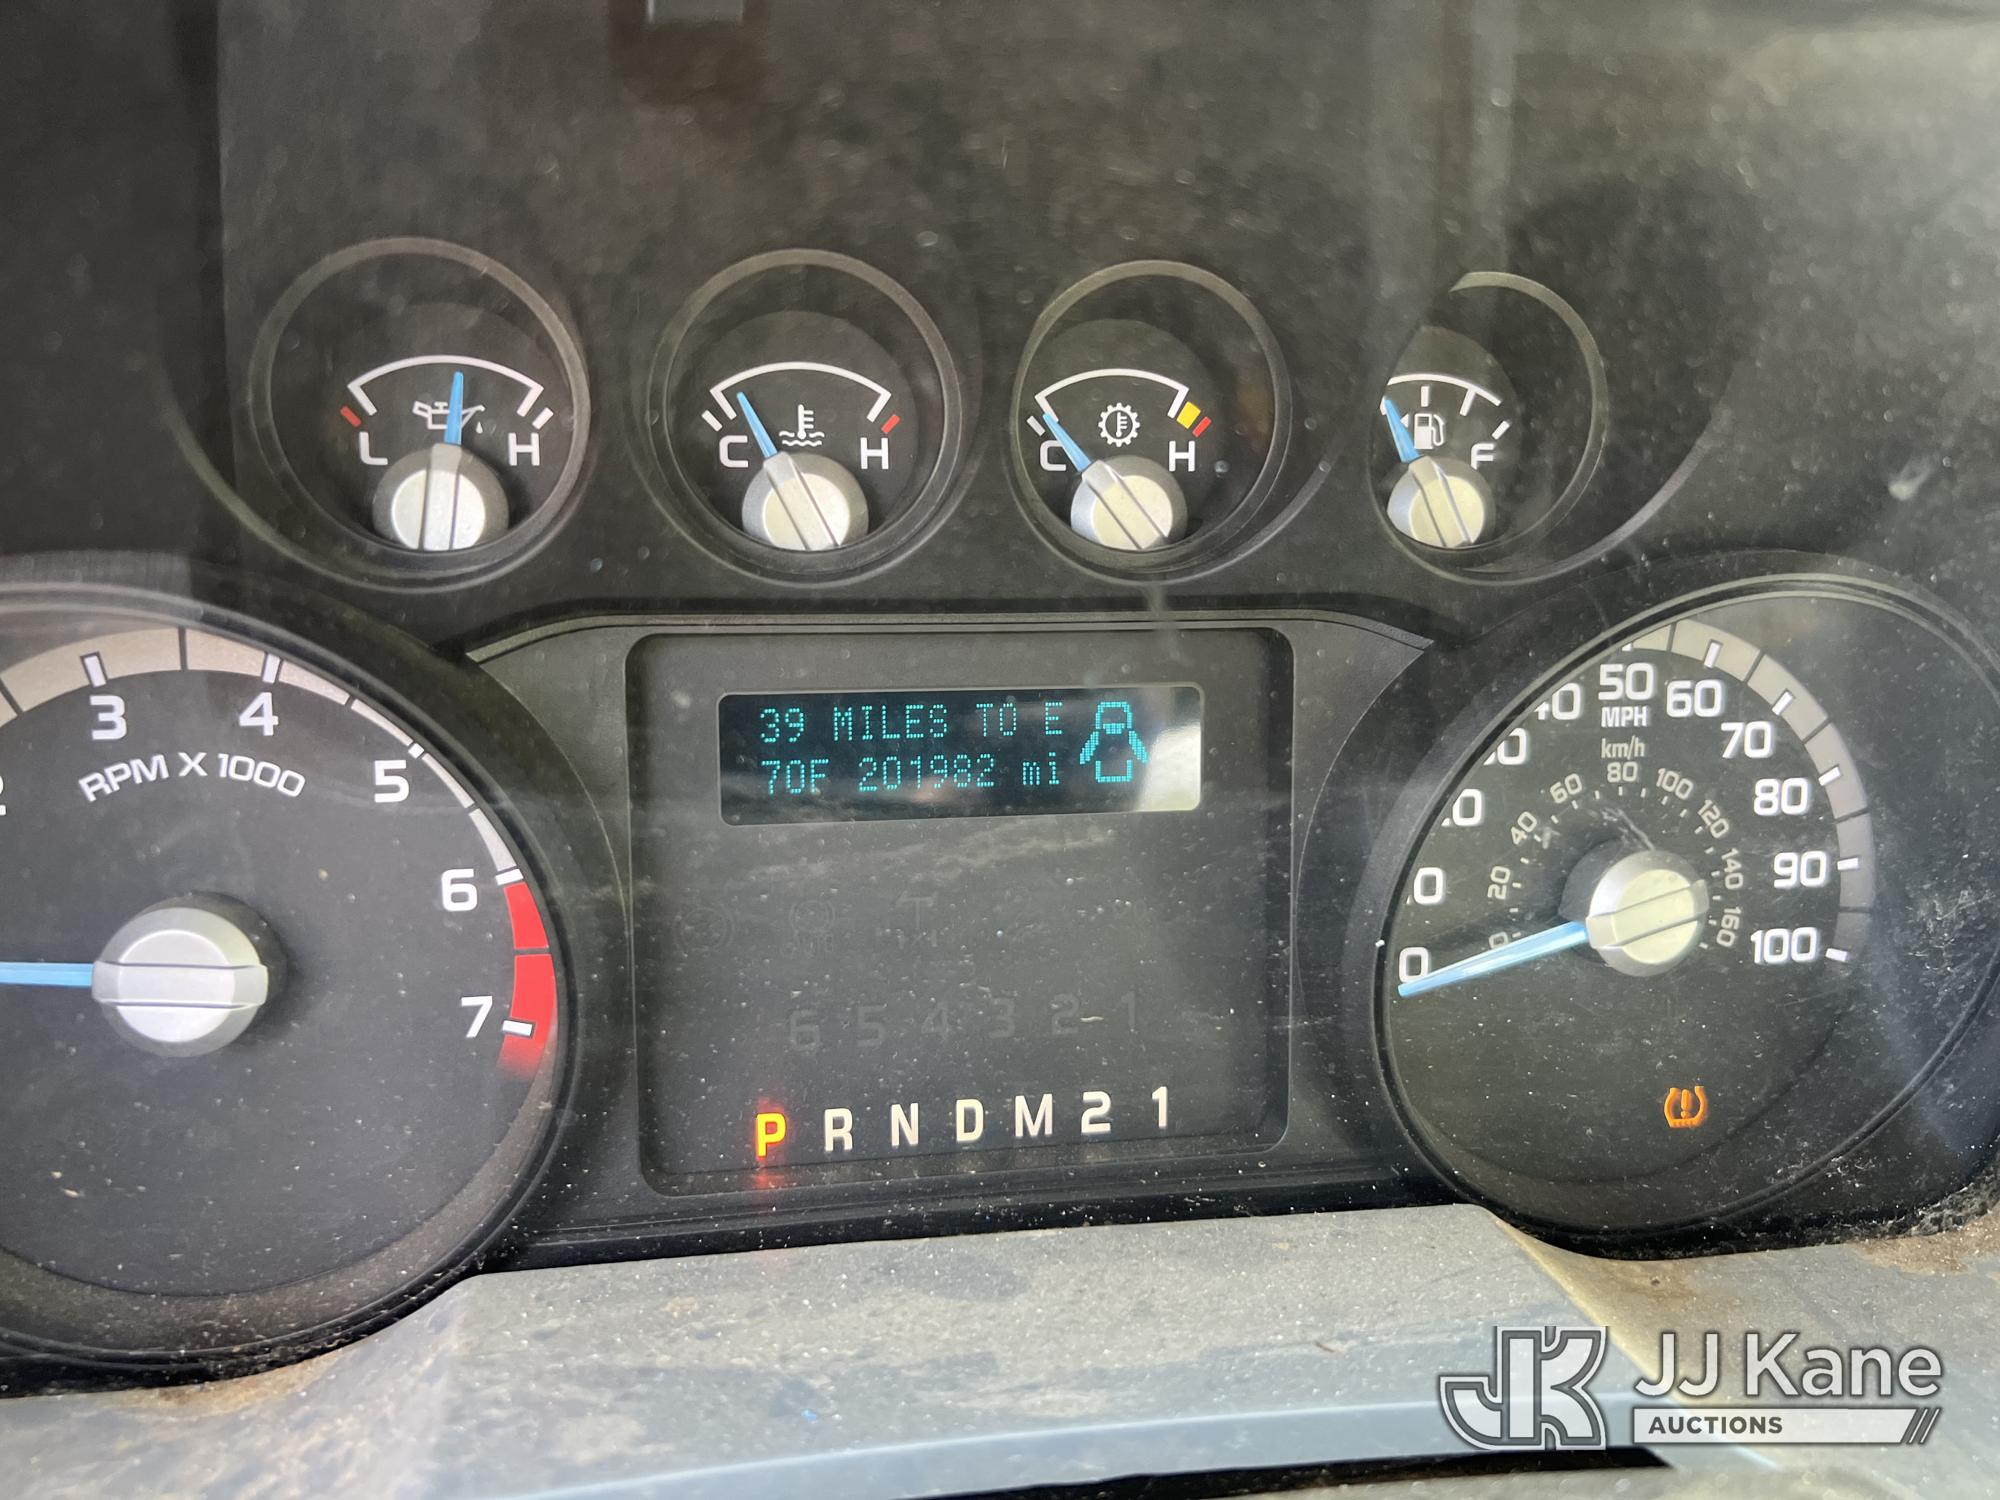 L H
C H
C H
F
3 4 5 6 7
RPM X 1000
39 MILES TO E
70F 201982 mi
6 5 4 3 2 1
P R N D M 2 1
0 50 60 70 80 90 100
MPH
km/h
20 40 60 80 100 120 140 160
JJ Kane
AUCTIONS